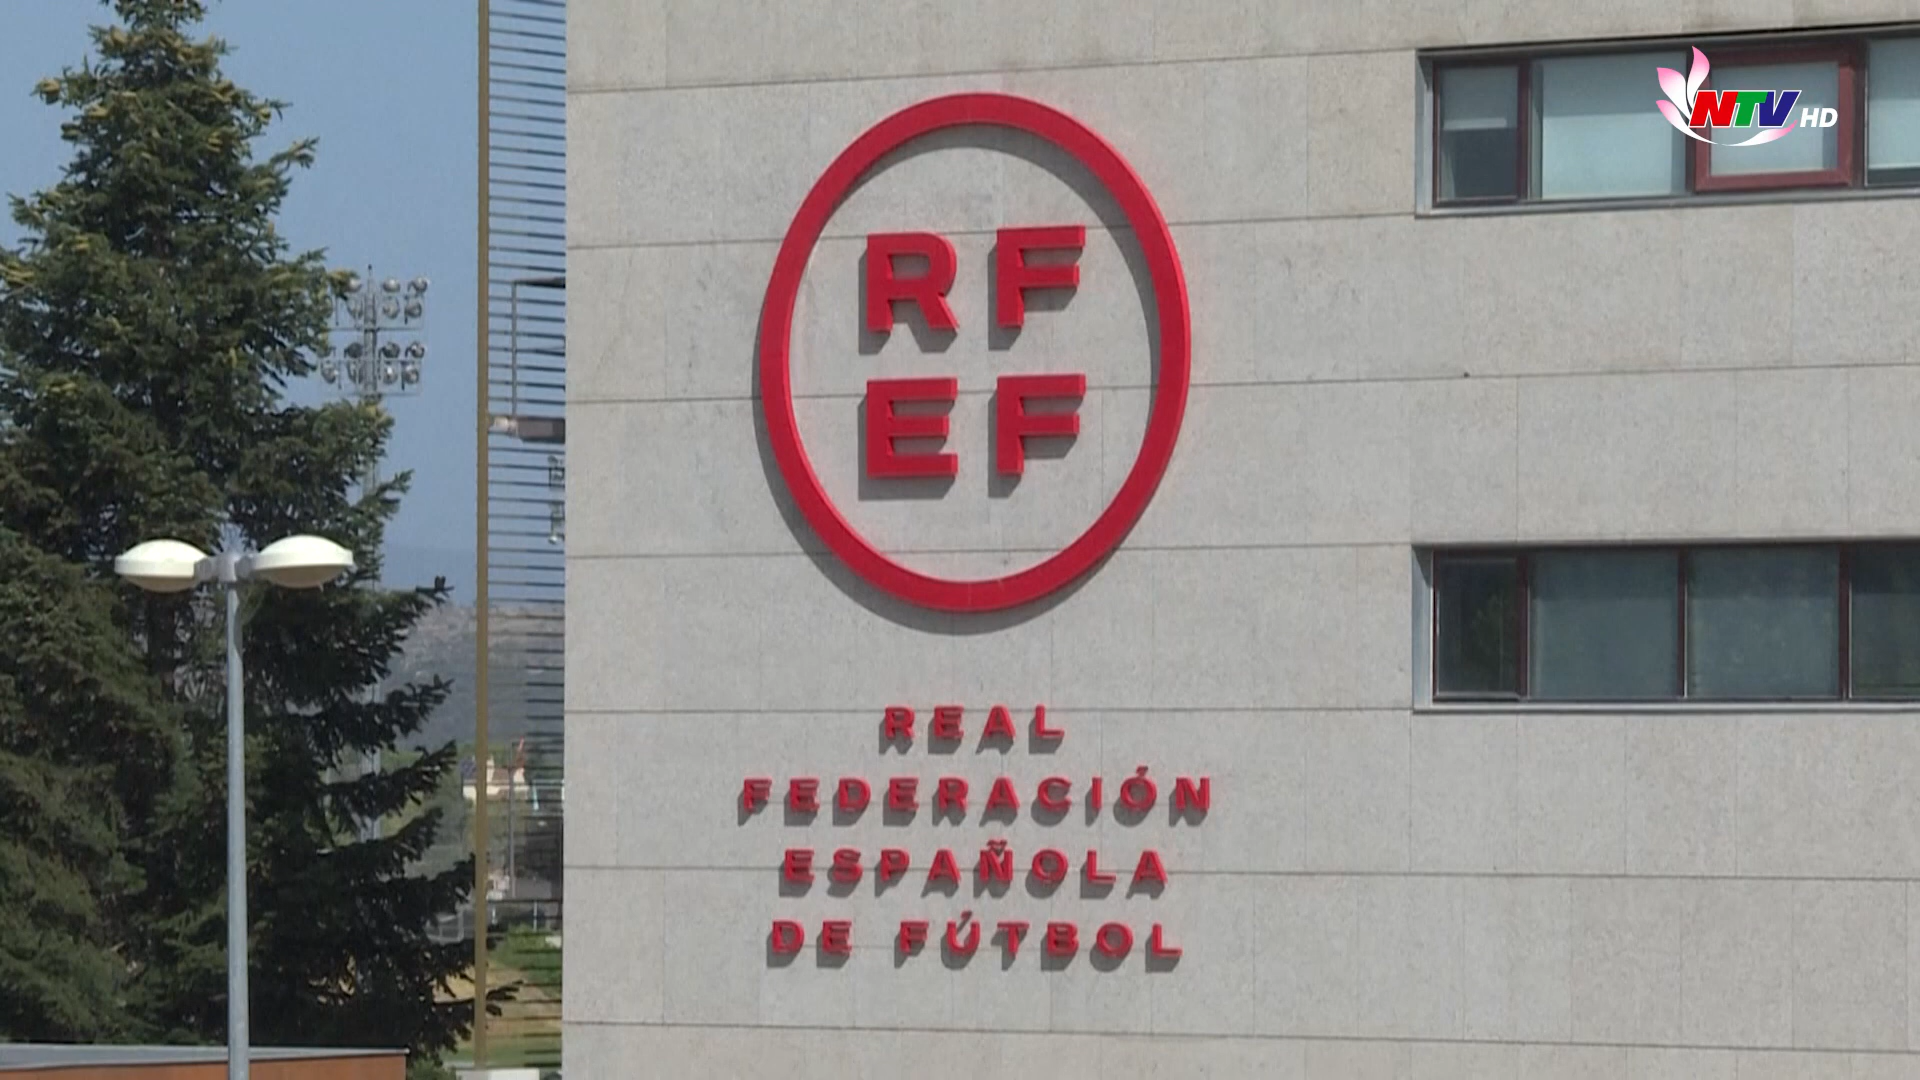 NTV HD
RF
EF
REAL
FEDERACIÓN
ESPAÑOLA
DE FÚTBOL